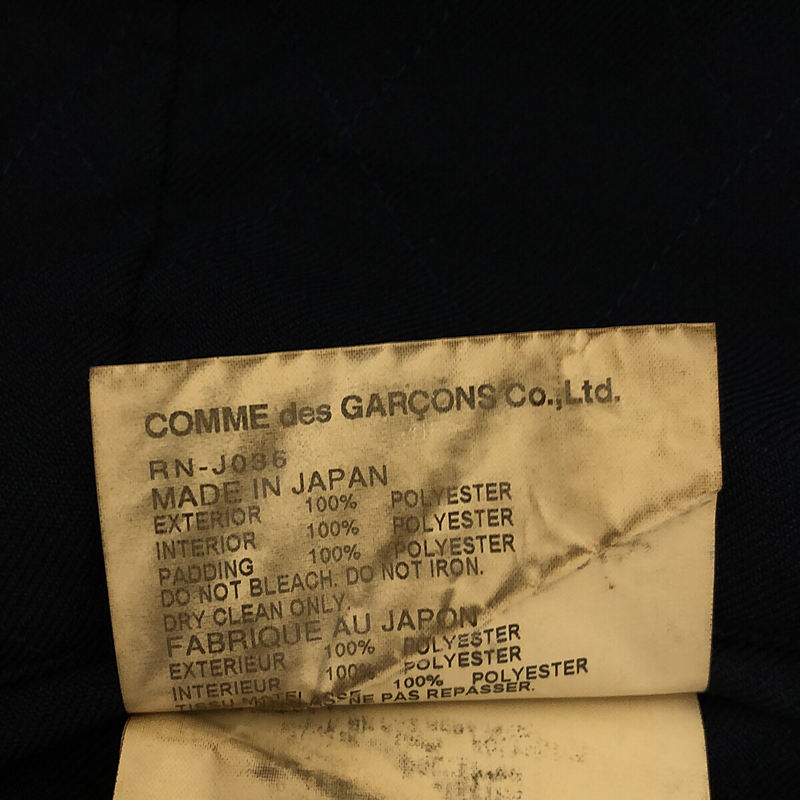 COMME des GARÇONS Co.,Ltd.
RN-J036
MADE IN JAPAN
EXTERIOR 100% POLYESTER
INTERIOR 100% POLYESTER
PADDING 100% POLYESTER
DO NOT BLEACH. DO NOT IRON.
DRY CLEAN ONLY.
FABRIQUE AU JAPON
EXTERIEUR 100% POLYESTER
INTERIEUR 100% POLYESTER
TISSU 100% POLYESTER
NE PAS REPASSER.